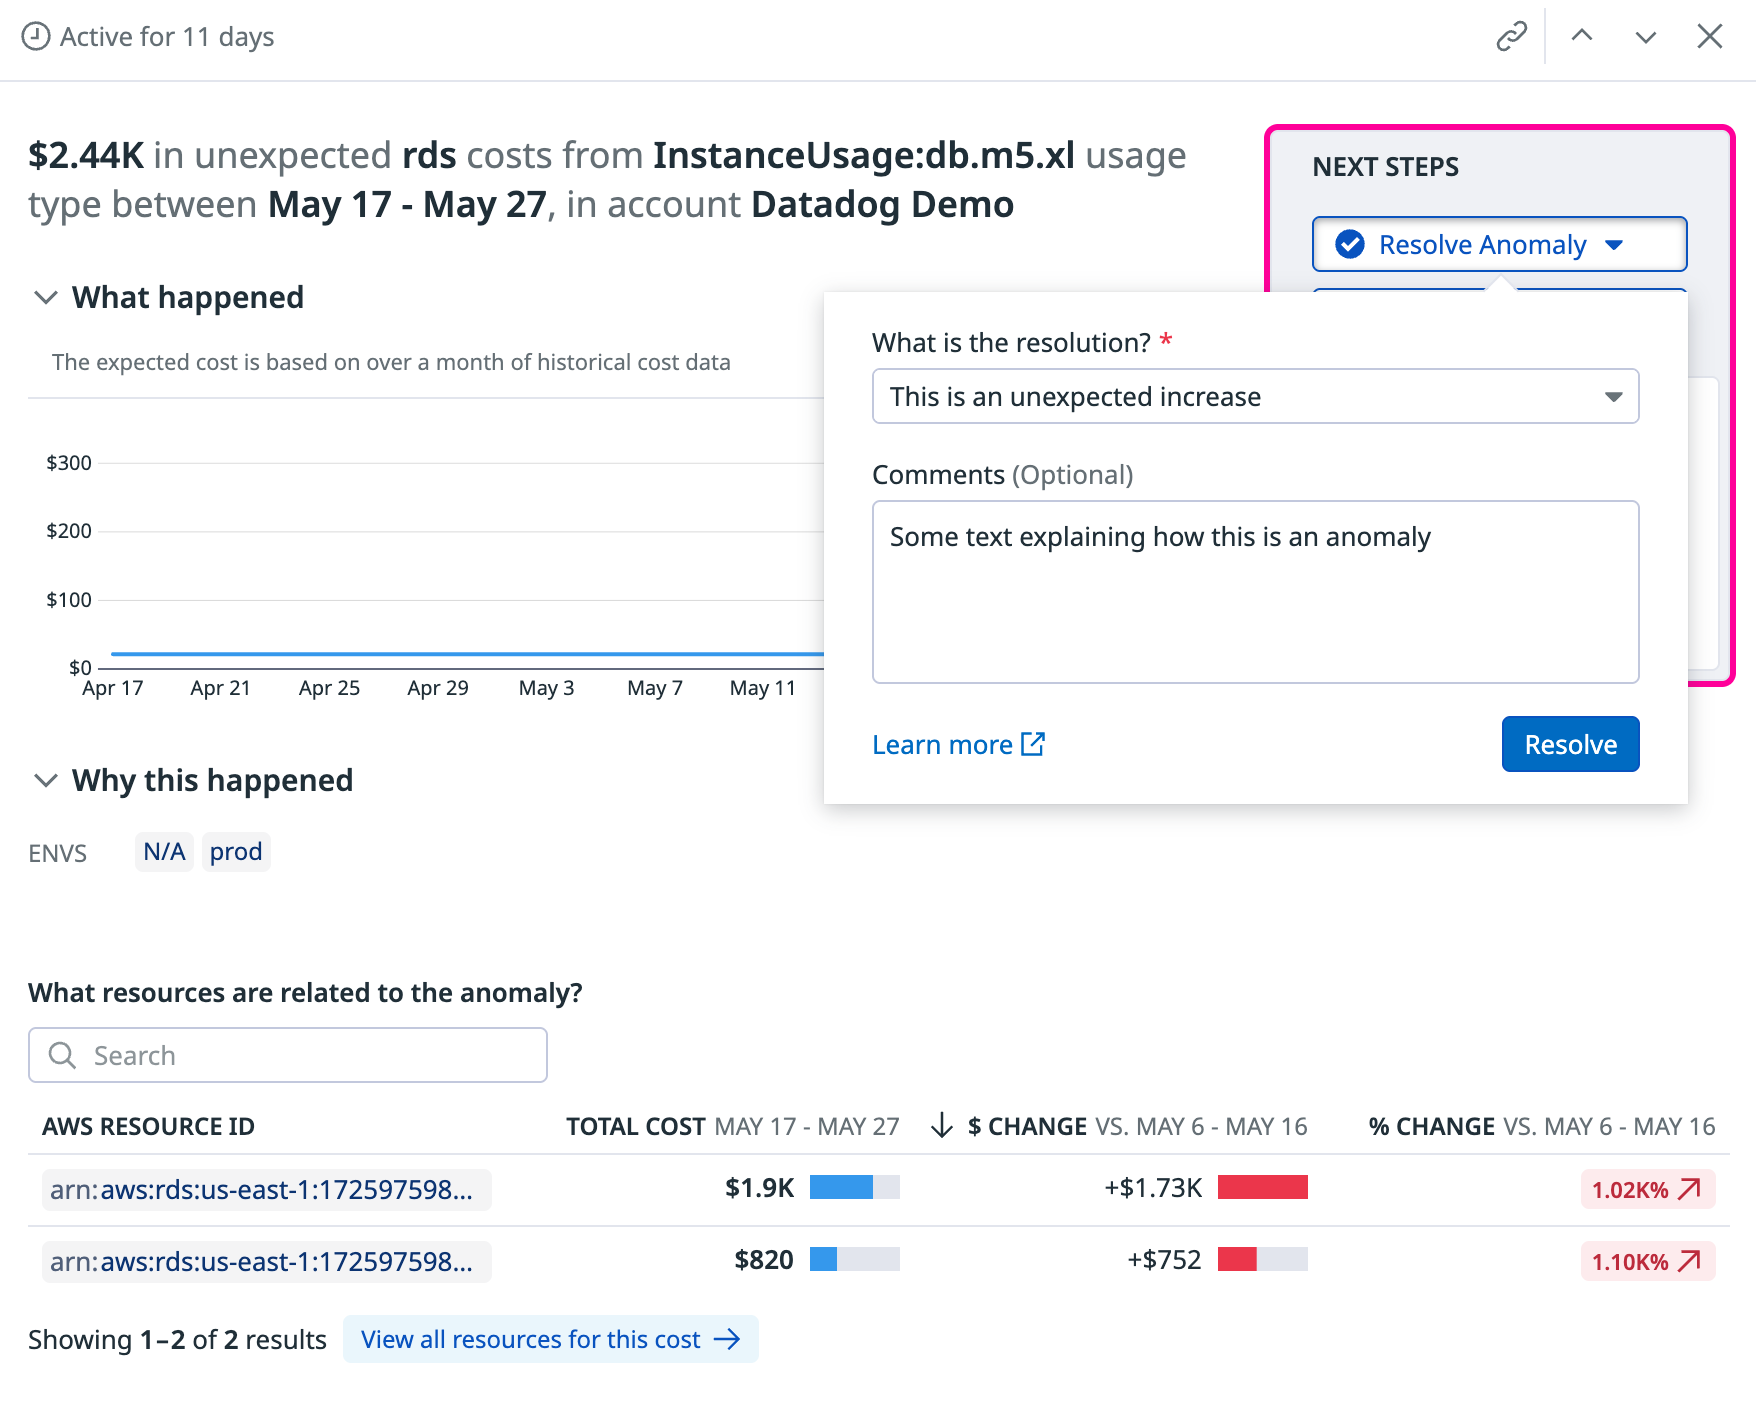 Active for 11 days
$2.44K in unexpected rds costs from InstanceUsage:db.m5.xl usage
type between May 17 - May 27, in account Datadog Demo
NEXT STEPS
Resolve Anomaly
What happened
The expected cost is based on over a month of historical cost data
$300
$200
$100
$0
Apr 17 Apr 21 Apr 25 Apr 29 May 3 May 7 May 11
What is the resolution? *
This is an unexpected increase
Comments (Optional)
Some text explaining how this is an anomaly
Learn more
Resolve
Why this happened
ENVS N/A prod
What resources are related to the anomaly?
Search
AWS RESOURCE ID TOTAL COST MAY 17 - MAY 27 $ CHANGE VS. MAY 6 - MAY 16 % CHANGE VS. MAY 6 - MAY 16
arn:aws:rds:us-east-1:172597598... $1.9K +$1.73K 1.02K%
arn:aws:rds:us-east-1:172597598... $820 +$752 1.10K%
Showing 1–2 of 2 results View all resources for this cost